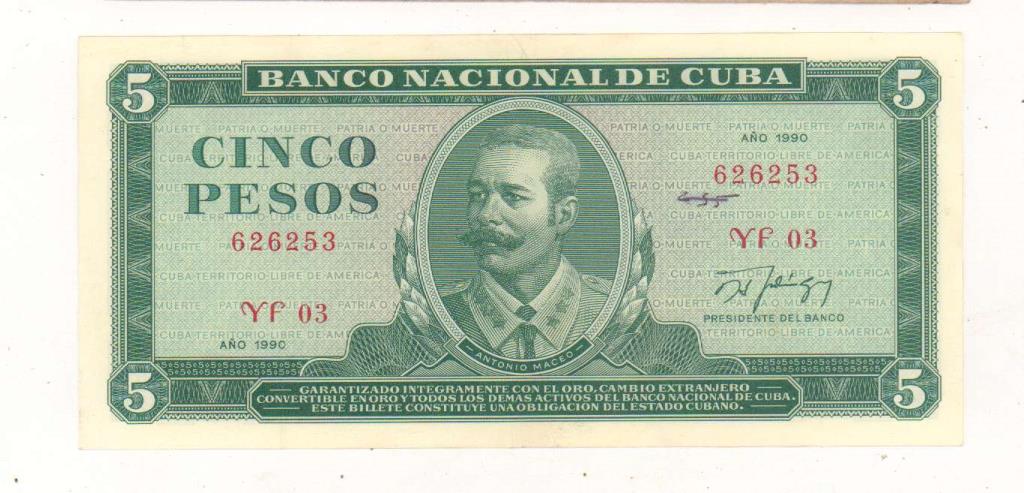 5 BANCO NACIONAL DE CUBA 5
CINCO
PESOS
626253
YF 03
AÑO 1990
ANTONIO MACEO
AÑO 1990
626253
YF 03
PRESIDENTE DEL BANCO
PATRIA O MUERTE
CUBA TERRITORIO LIBRE DE AMERICA
5 5
GARANTIZADO INTEGRAMENTE CON EL ORO, CAMBIO EXTRANJERO
CONVERTIBLE EN ORO Y TODOS LOS DEMAS ACTIVOS DEL BANCO NACIONAL DE CUBA.
ESTE BILLETE CONSTITUYE UNA OBLIGACION DEL ESTADO CUBANO.